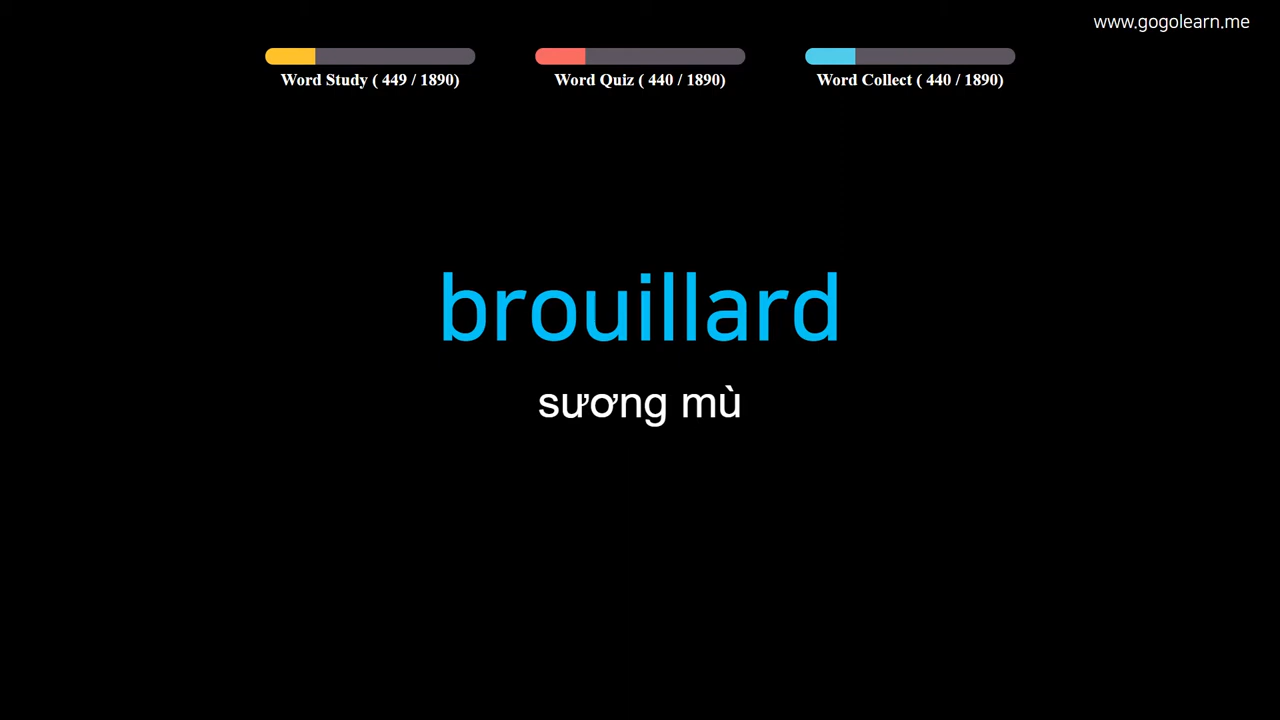 www.gogolearn.me
Word Study ( 449 / 1890)
Word Quiz ( 440 / 1890)
Word Collect ( 440 / 1890)
brouillard
sương mù